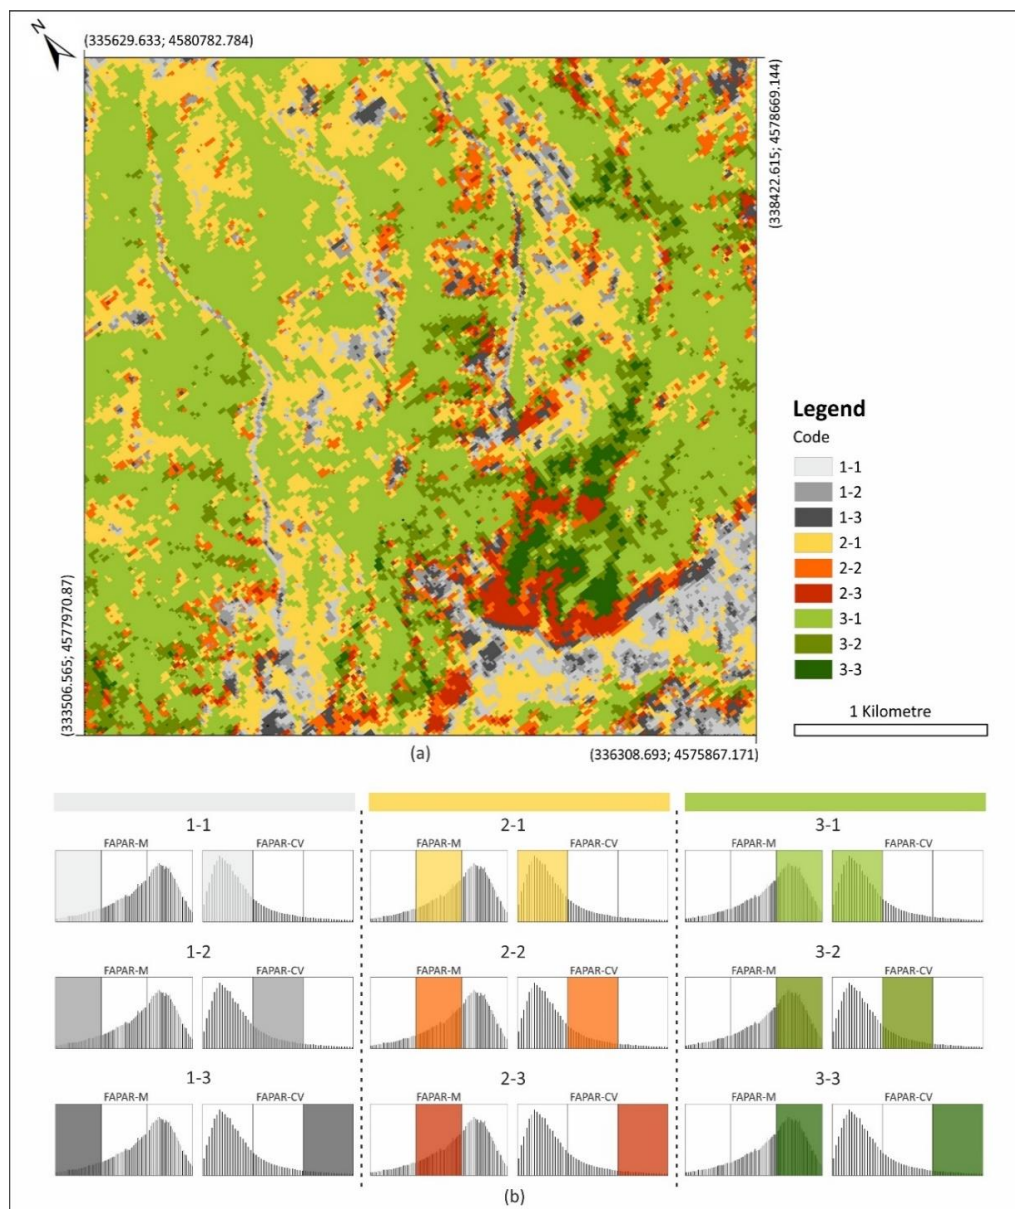 N
(335629.633; 4580782.784)
(338422.615; 4578669.144)
(333506.565; 4577970.87)
(336308.693; 4575867.171)
(a)
Legend
Code
1-1
1-2
1-3
2-1
2-2
2-3
3-1
3-2
3-3
1 Kilometre
1-1 2-1 3-1
FAPAR-M FAPAR-CV FAPAR-M FAPAR-CV FAPAR-M FAPAR-CV
1-2 2-2 3-2
FAPAR-M FAPAR-CV FAPAR-M FAPAR-CV FAPAR-M FAPAR-CV
1-3 2-3 3-3
FAPAR-M FAPAR-CV FAPAR-M FAPAR-CV FAPAR-M FAPAR-CV
(b)